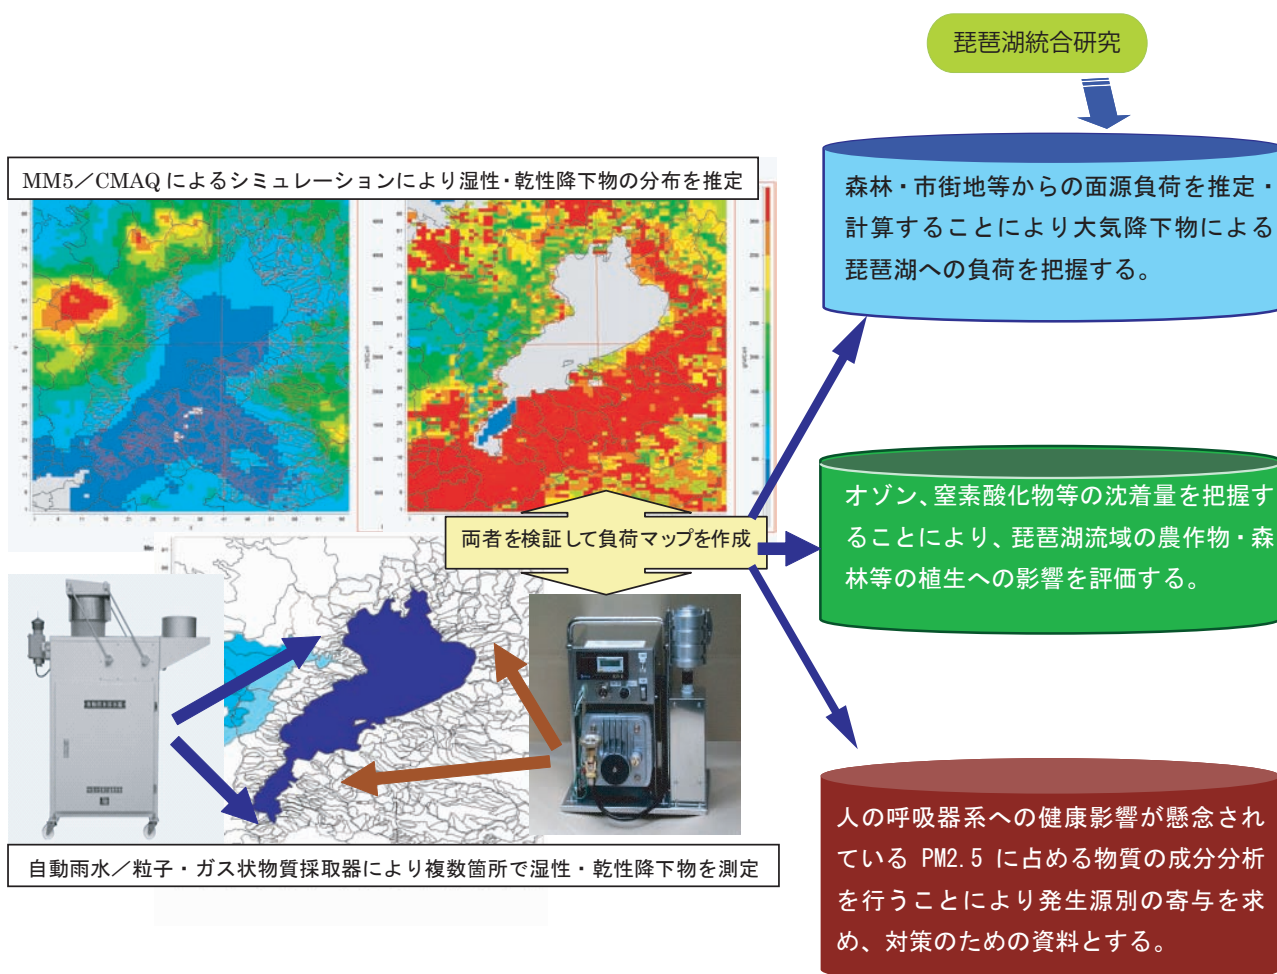 琵琶湖統合研究
MM5／CMAQ によるシミュレーションにより湿性・乾性降下物の分布を推定
森林・市街地等からの面源負荷を推定・
計算することにより大気降下物による
琵琶湖への負荷を把握する。
両者を検証して負荷マップを作成
オゾン、窒素酸化物等の沈着量を把握す
ることにより、琵琶湖流域の農作物・森
林等の植生への影響を評価する。
自動雨水／粒子・ガス状物質採取器により複数箇所で湿性・乾性降下物を測定
人の呼吸器系への健康影響が懸念され
ている PM2.5 に占める物質の成分分析
を行うことにより発生源別の寄与を求
め、対策のための資料とする。